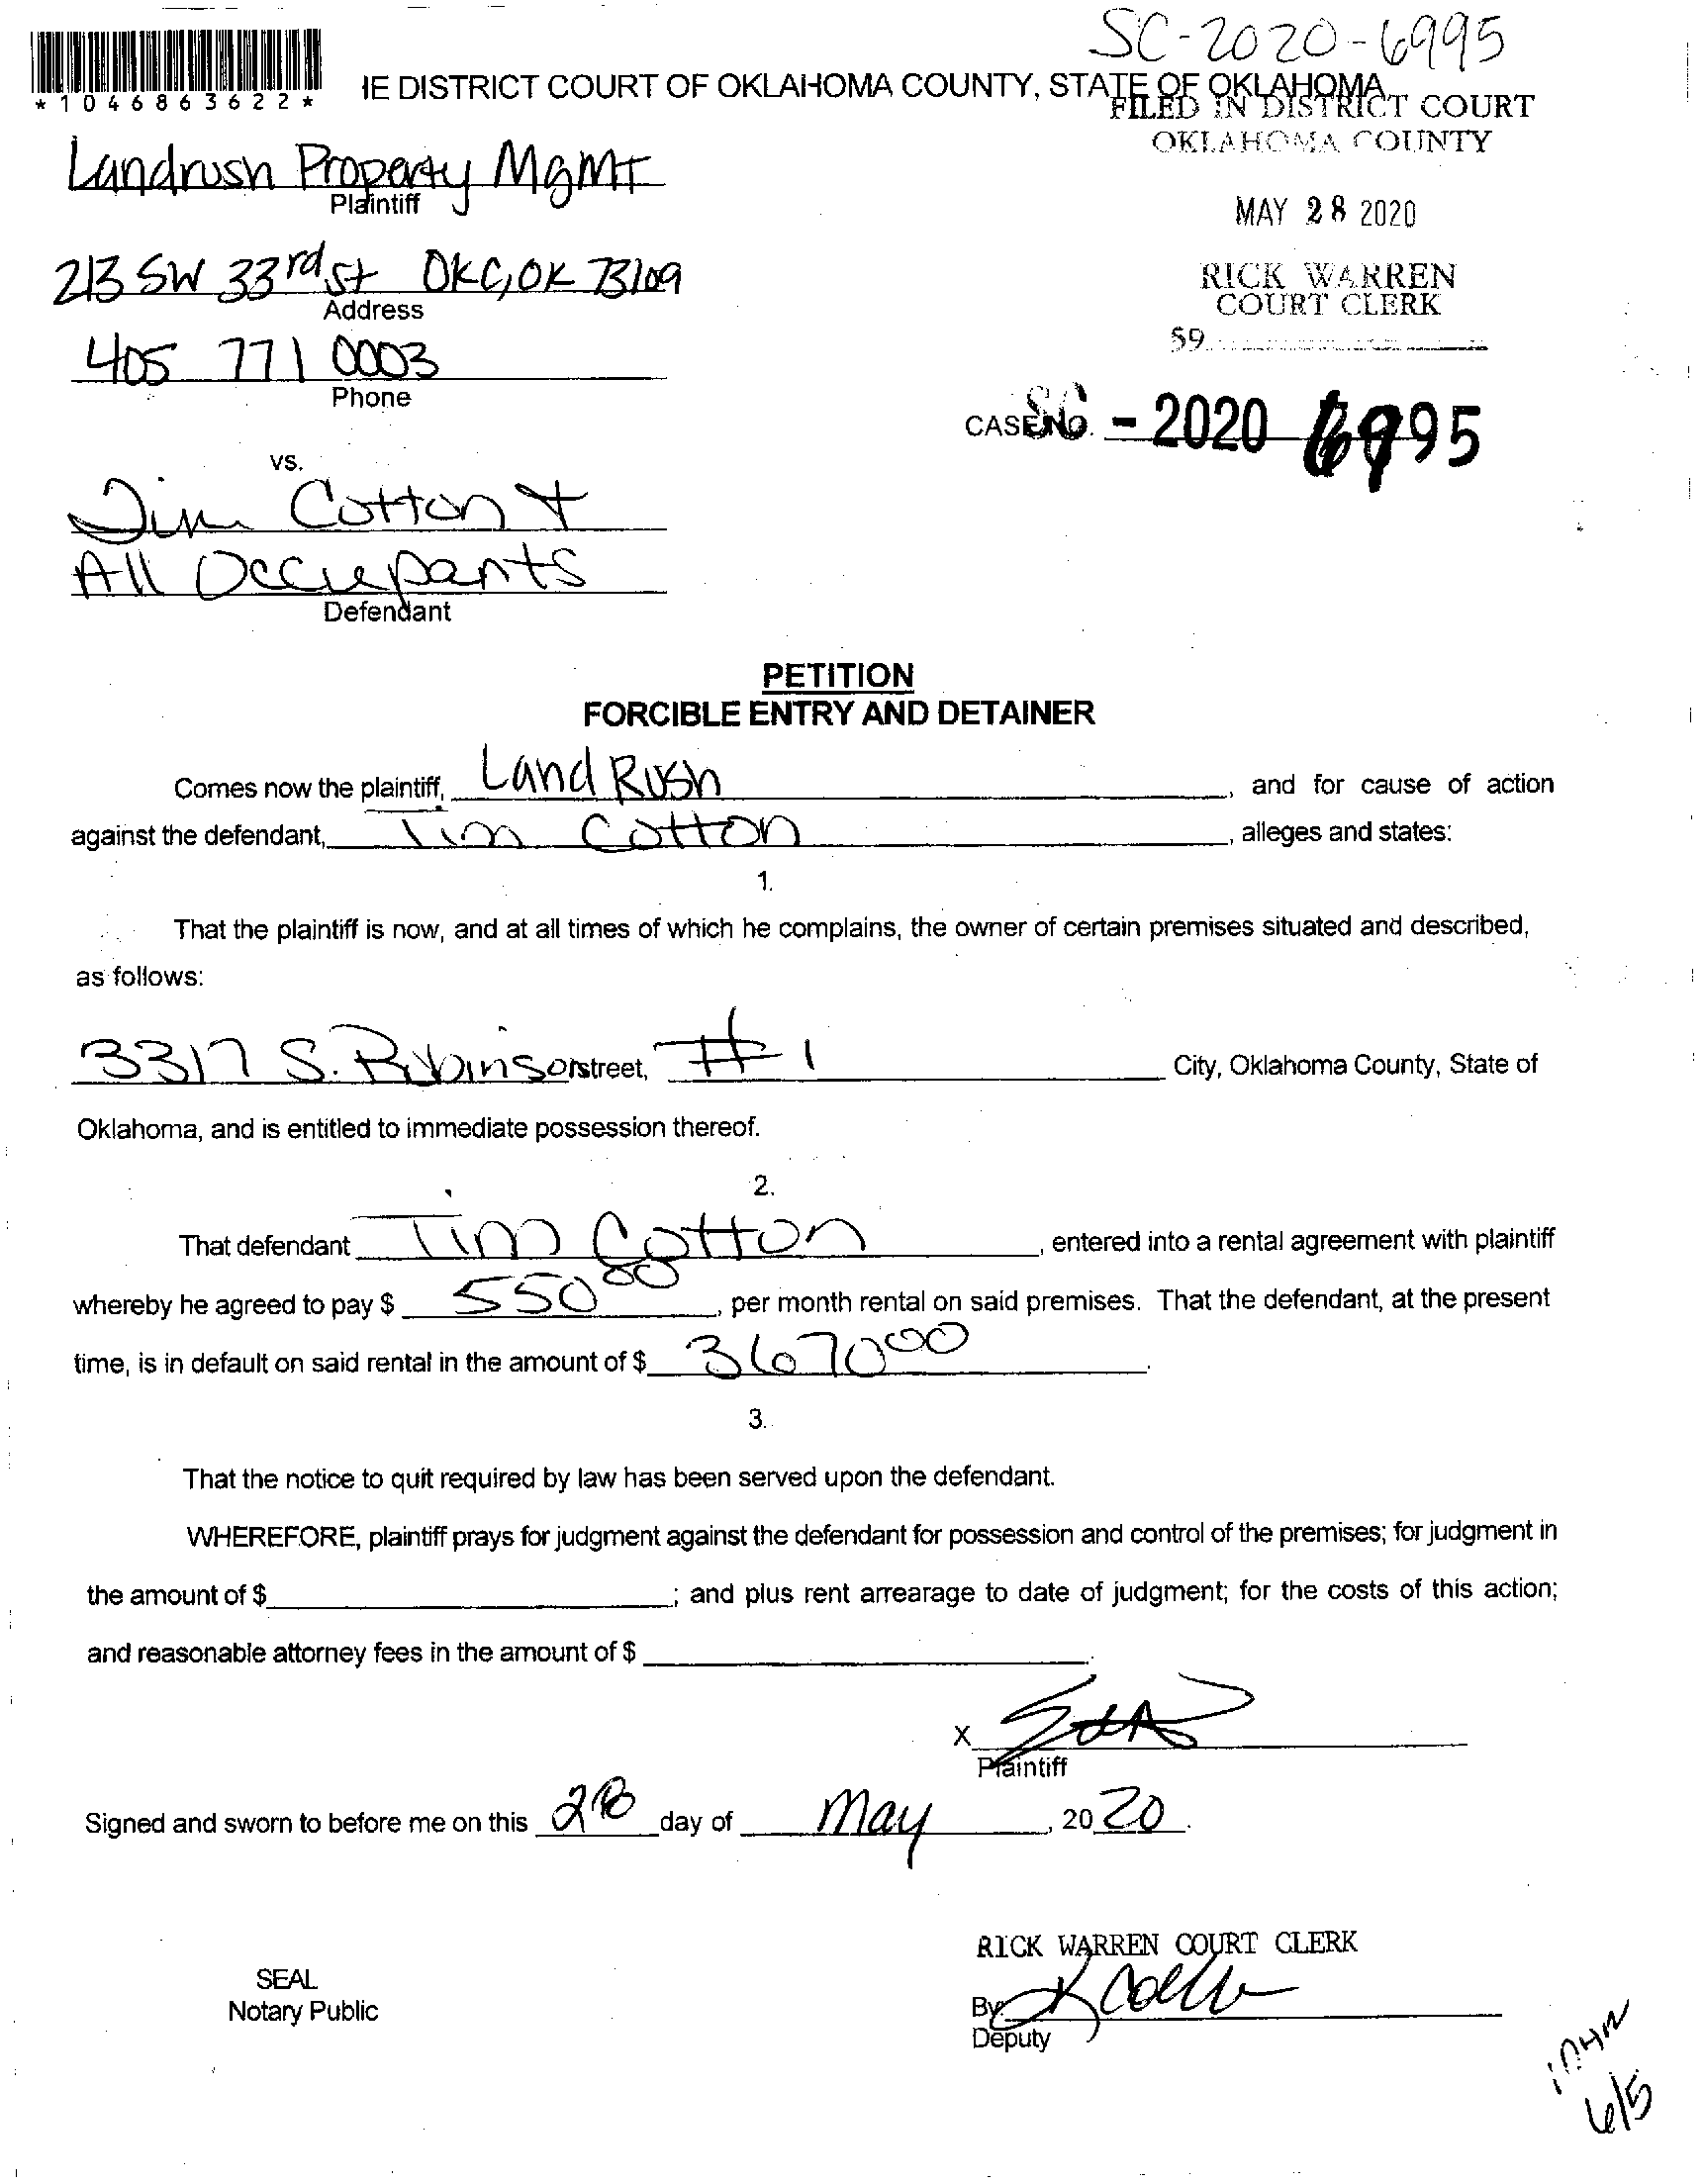 SC-2020-6995
*1046863622*
IE DISTRICT COURT OF OKLAHOMA COUNTY, STATE OF OKLAHOMA
FILED IN DISTRICT COURT
OKLAHOMA COUNTY
Landrush Property MgMT
Plaintiff
MAY 28 2020
213 SW 33rd St OKC, OK 73109
Address
RICK WARREN
COURT CLERK
59
405 771 0003
Phone
CASE NO. SC - 2020 6995
vs.
Jim Cotton +
All Occupants
Defendant
PETITION
FORCIBLE ENTRY AND DETAINER
Comes now the plaintiff, Land Rush, and for cause of action
against the defendant, Tim Cotton, alleges and states:
1.
That the plaintiff is now, and at all times of which he complains, the owner of certain premises situated and described,
as follows:
3317 S. Robinson street, # 1 City, Oklahoma County, State of
Oklahoma, and is entitled to immediate possession thereof.
2.
That defendant Tim Cotton, entered into a rental agreement with plaintiff
whereby he agreed to pay $ 550 00, per month rental on said premises. That the defendant, at the present
time, is in default on said rental in the amount of $ 3670 00.
3.
That the notice to quit required by law has been served upon the defendant.
WHEREFORE, plaintiff prays for judgment against the defendant for possession and control of the premises; for judgment in
the amount of $ ; and plus rent arrearage to date of judgment; for the costs of this action;
and reasonable attorney fees in the amount of $ .
X
Plaintiff
Signed and sworn to before me on this 28 day of May, 2020.
RICK WARREN COURT CLERK
SEAL
Notary Public
By
Deputy
6/5